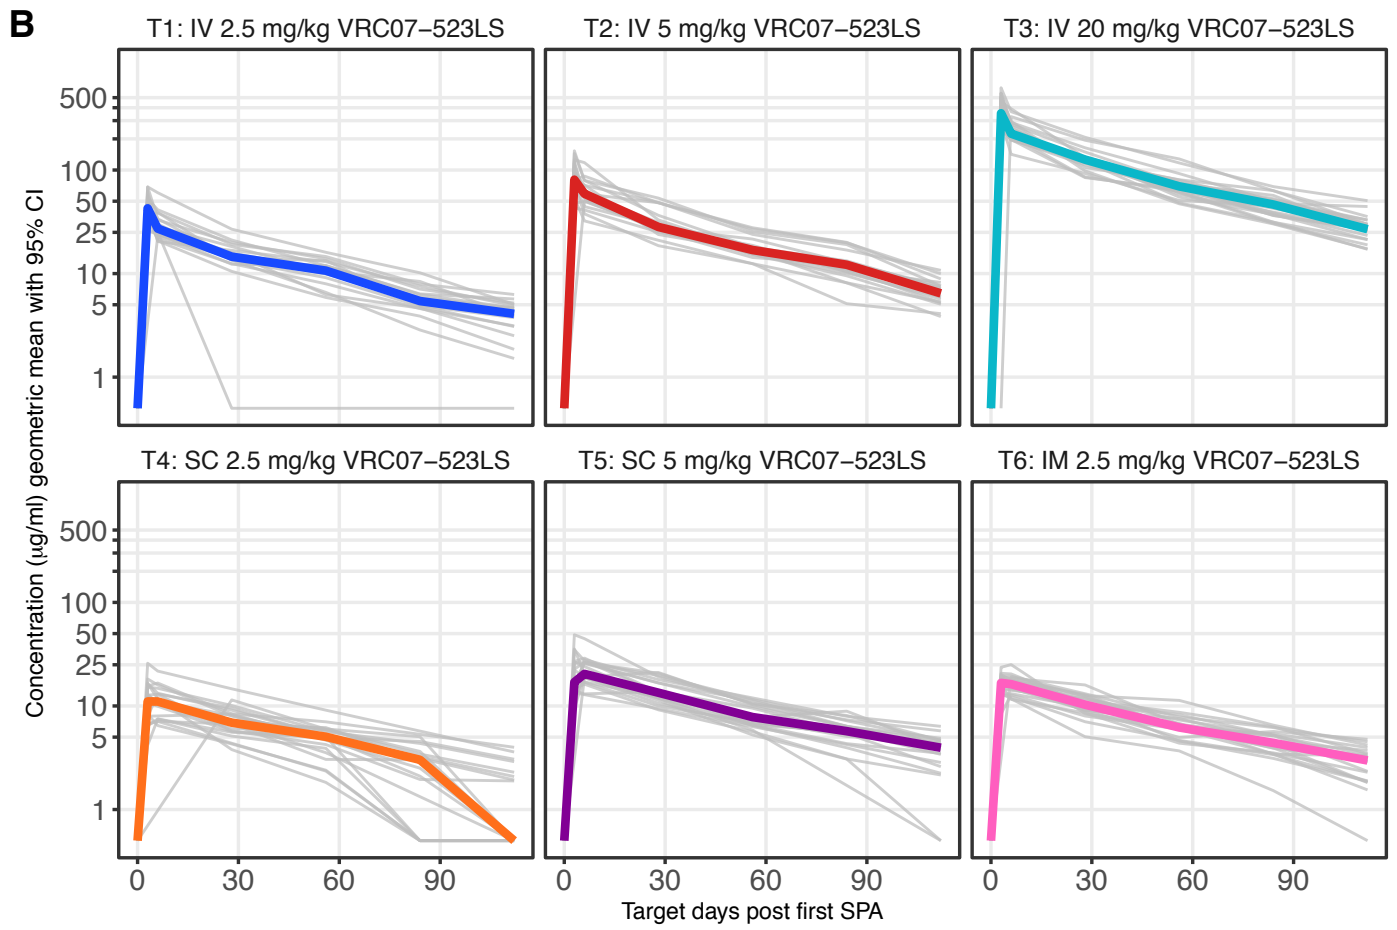 B
T1: IV 2.5 mg/kg VRC07−523LS
T2: IV 5 mg/kg VRC07−523LS
T3: IV 20 mg/kg VRC07−523LS
Concentration (μg/ml) geometric mean with 95% CI
500
100
50
25
10
5
1
T4: SC 2.5 mg/kg VRC07−523LS
T5: SC 5 mg/kg VRC07−523LS
T6: IM 2.5 mg/kg VRC07−523LS
500
100
50
25
10
5
1
0 30 60 90
0 30 60 90
0 30 60 90
Target days post first SPA